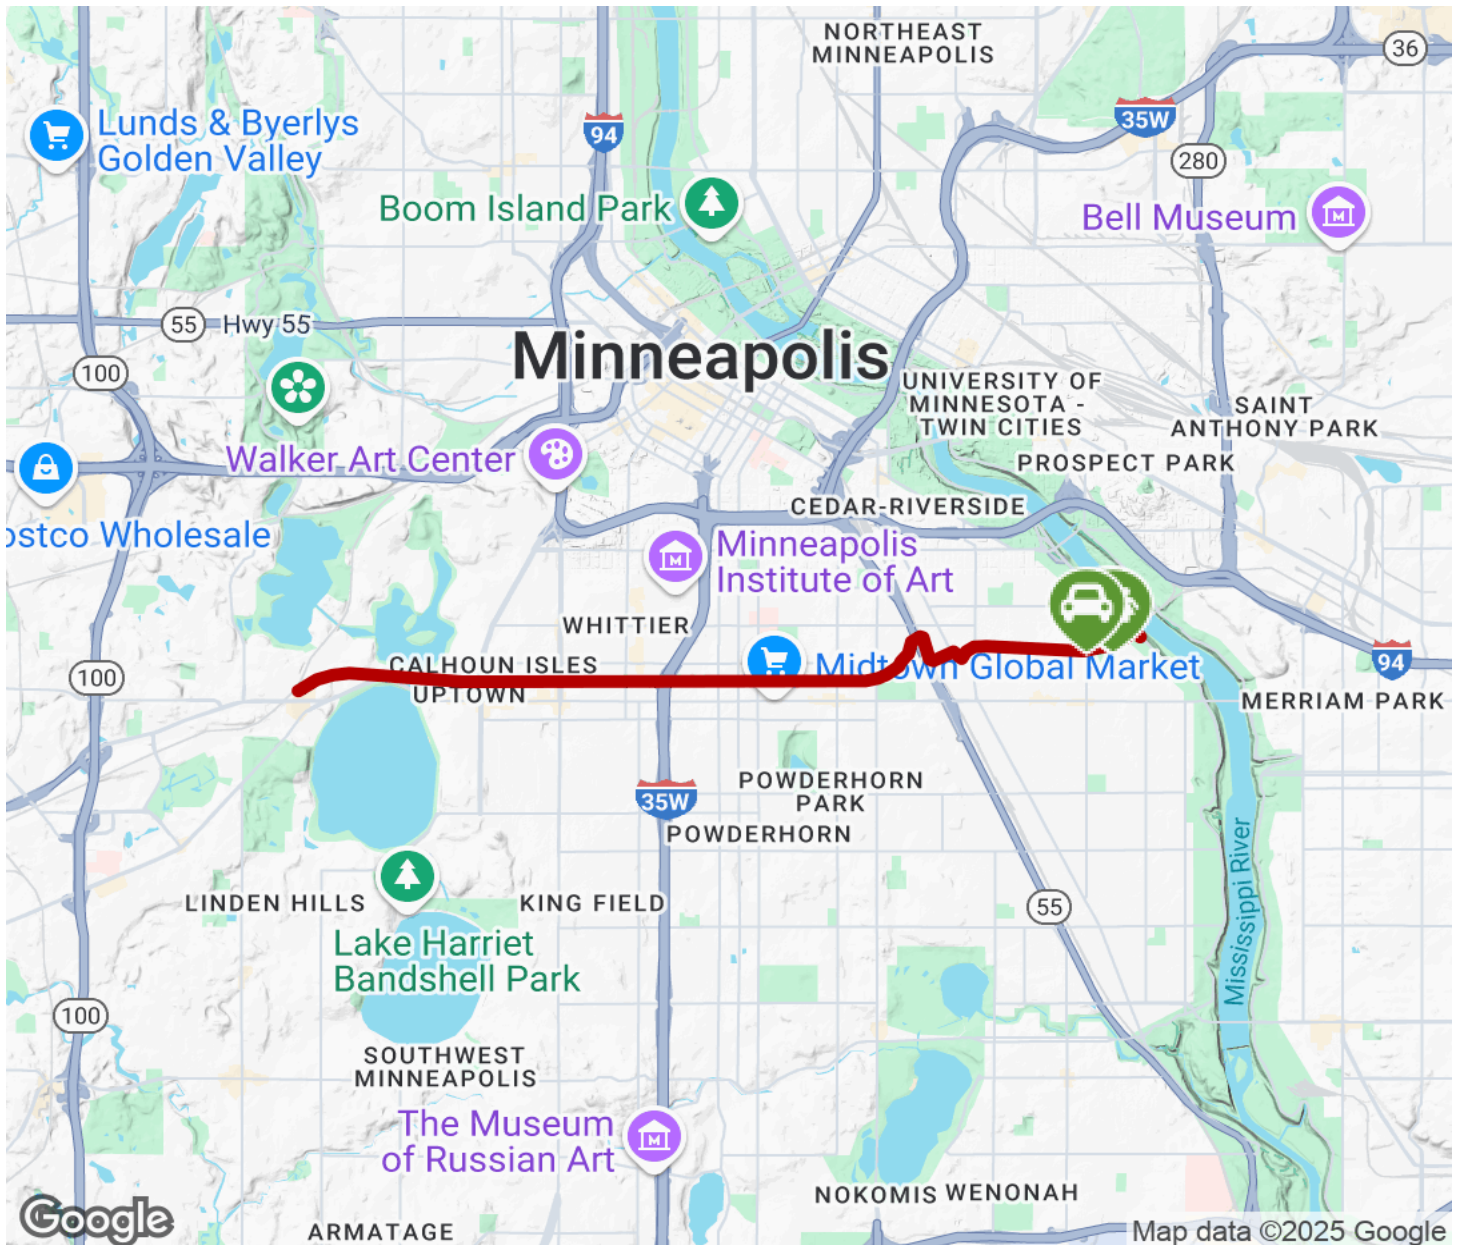 NORTHEAST
MINNEAPOLIS
36
Lunds & Byerlys
Golden Valley
94
35W
280
Boom Island Park
Bell Museum
55
Hwy 55
Minneapolis
100
UNIVERSITY OF
MINNESOTA -
TWIN CITIES
SAINT
ANTHONY PARK
Walker Art Center
PROSPECT PARK
CEDAR-RIVERSIDE
ostco Wholesale
Minneapolis
Institute of Art
WHITTIER
CALHOUN ISLES
Midtown Global Market
94
100
UPTOWN
MERRIAM PARK
POWDERHORN
PARK
35W
POWDERHORN
Mississippi River
LINDEN HILLS
KING FIELD
55
Lake Harriet
Bandshell Park
100
SOUTHWEST
MINNEAPOLIS
The Museum
of Russian Art
NOKOMIS
WENONAH
Google
ARMATAGE
Map data ©2025 Google